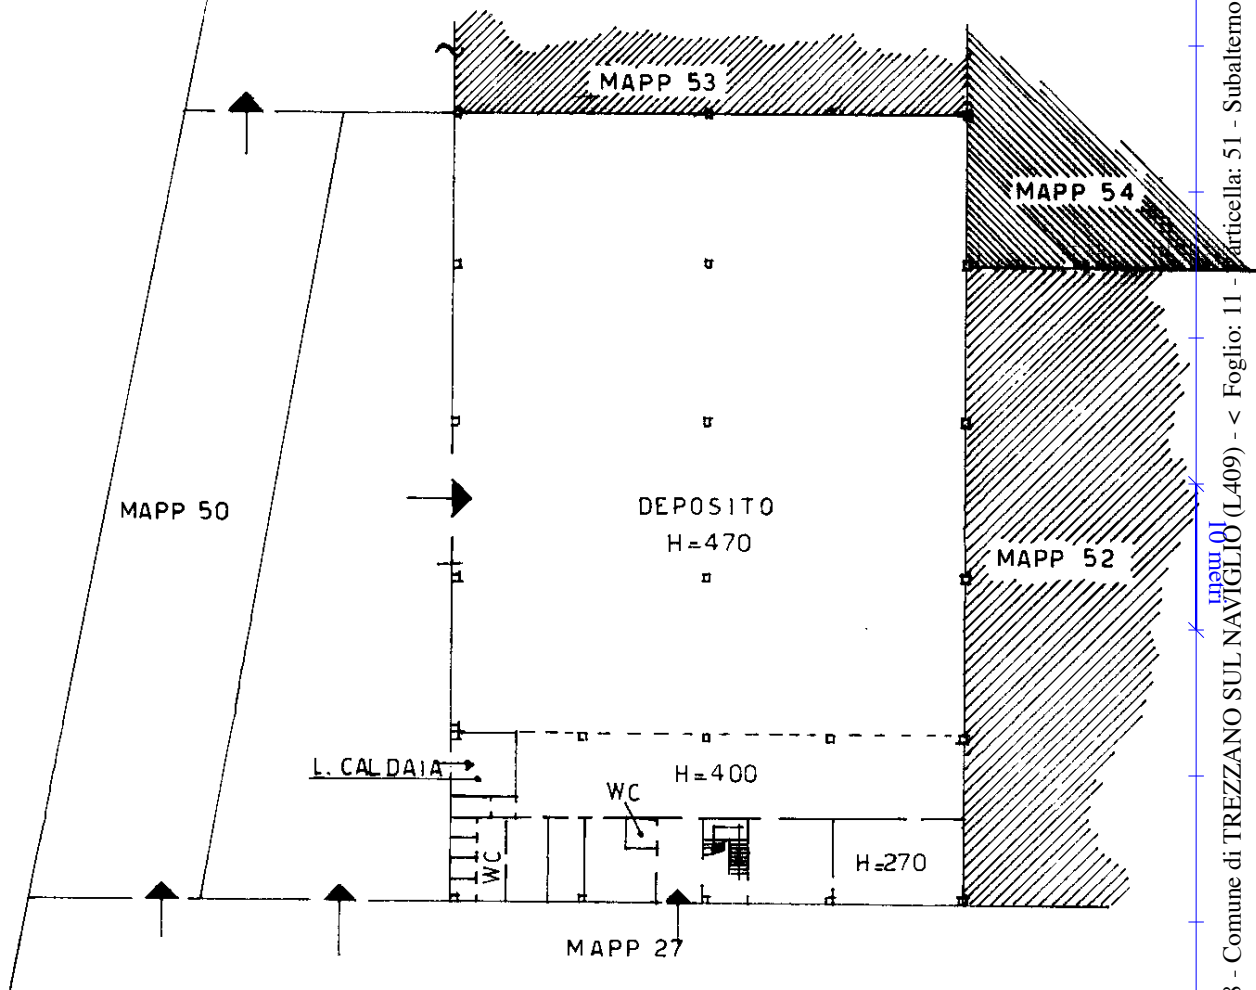 MAPP 53
MAPP 54
MAPP 50
DEPOSITO
H=470
MAPP 52
L. CALDAIA
H=400
WC
WC
H=270
MAPP 27
10 metri
- Comune di TREZZANO SUL NAVIGLIO (L409) - < Foglio: 11 - Particella: 51 - Subalterno